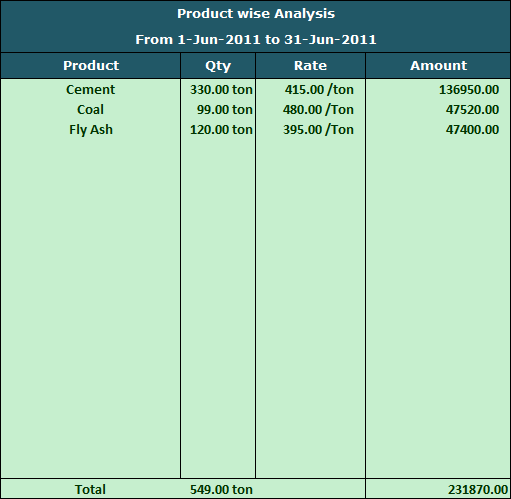 Product wise Analysis
From 1-Jun-2011 to 31-Jun-2011
Product Qty Rate Amount
Cement 330.00 ton 415.00 /ton 136950.00
Coal 99.00 ton 480.00 /Ton 47520.00
Fly Ash 120.00 ton 395.00 /Ton 47400.00
Total 549.00 ton 231870.00